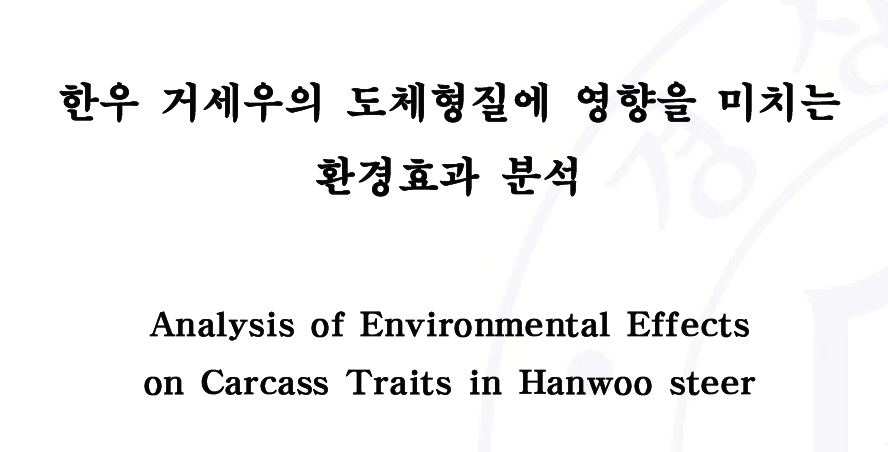 한우 거세우의 도체형질에 영향을 미치는
환경효과 분석
Analysis of Environmental Effects
on Carcass Traits in Hanwoo steer